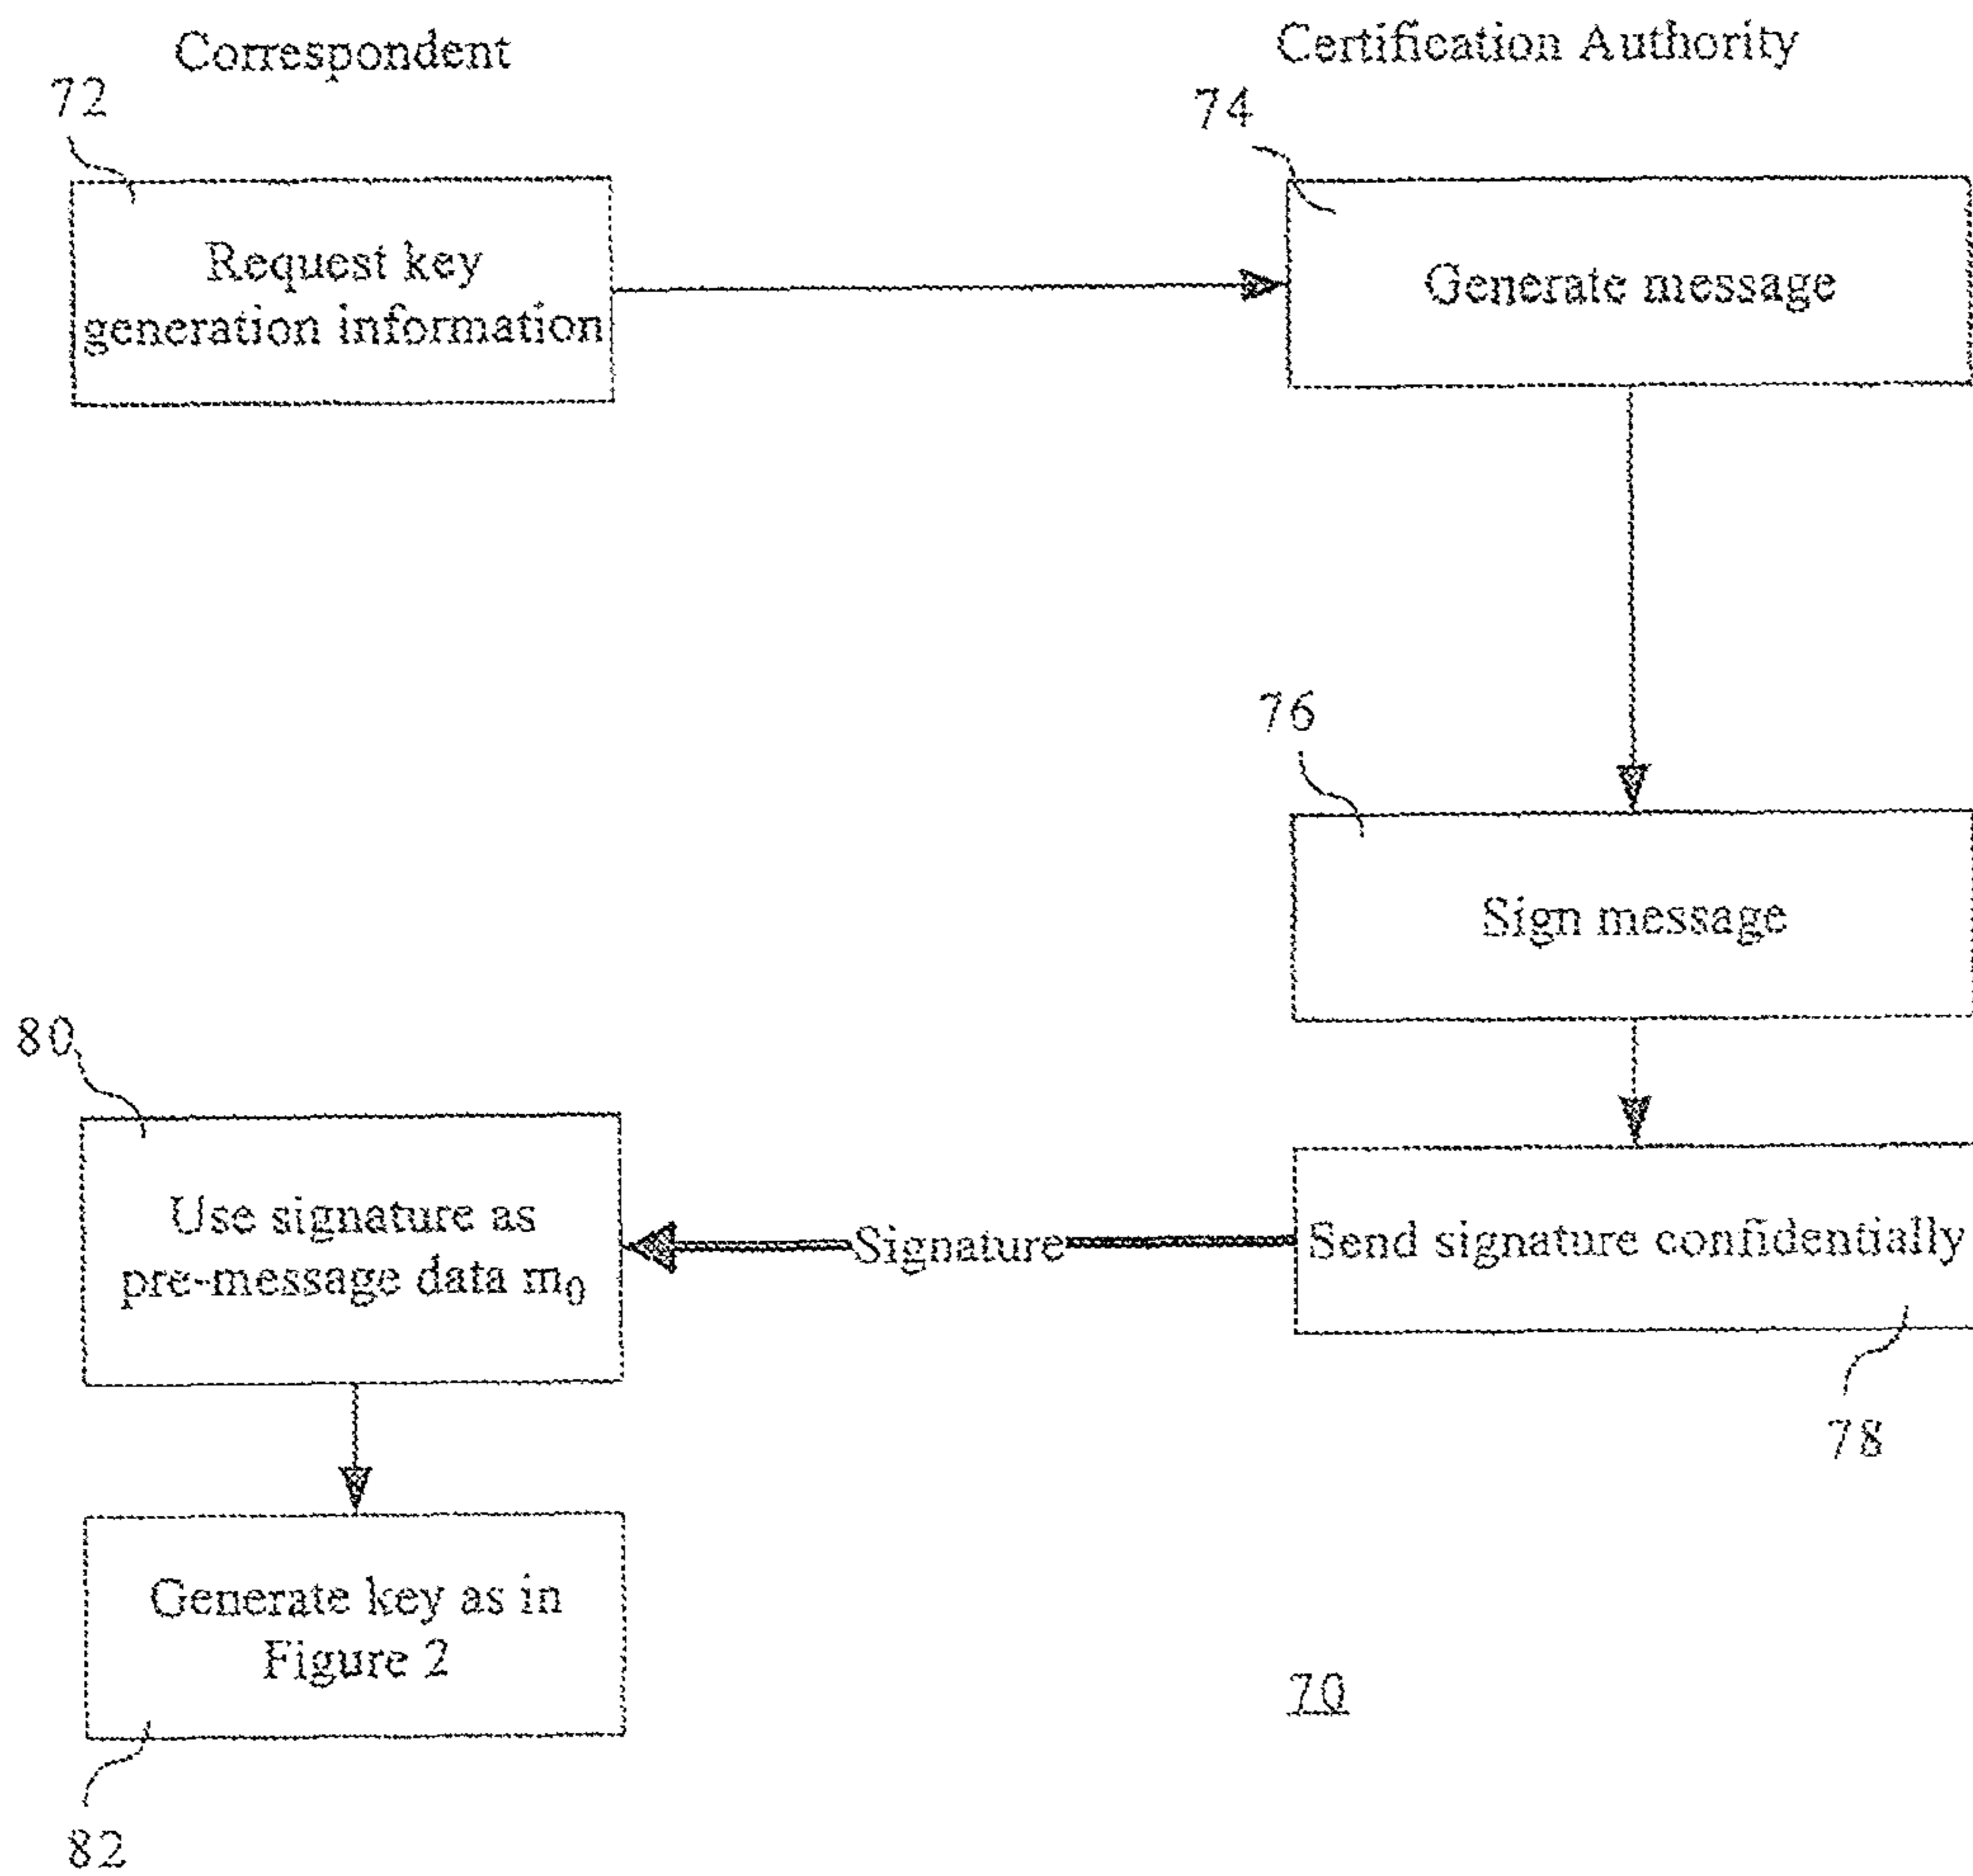 Correspondent
Certification Authority
72
74
Request key
generation information
Generate message
76
Sign message
80
Use signature as
pre-message data m₀
Signature
Send signature confidentially
78
Generate key as in
Figure 2
70
82